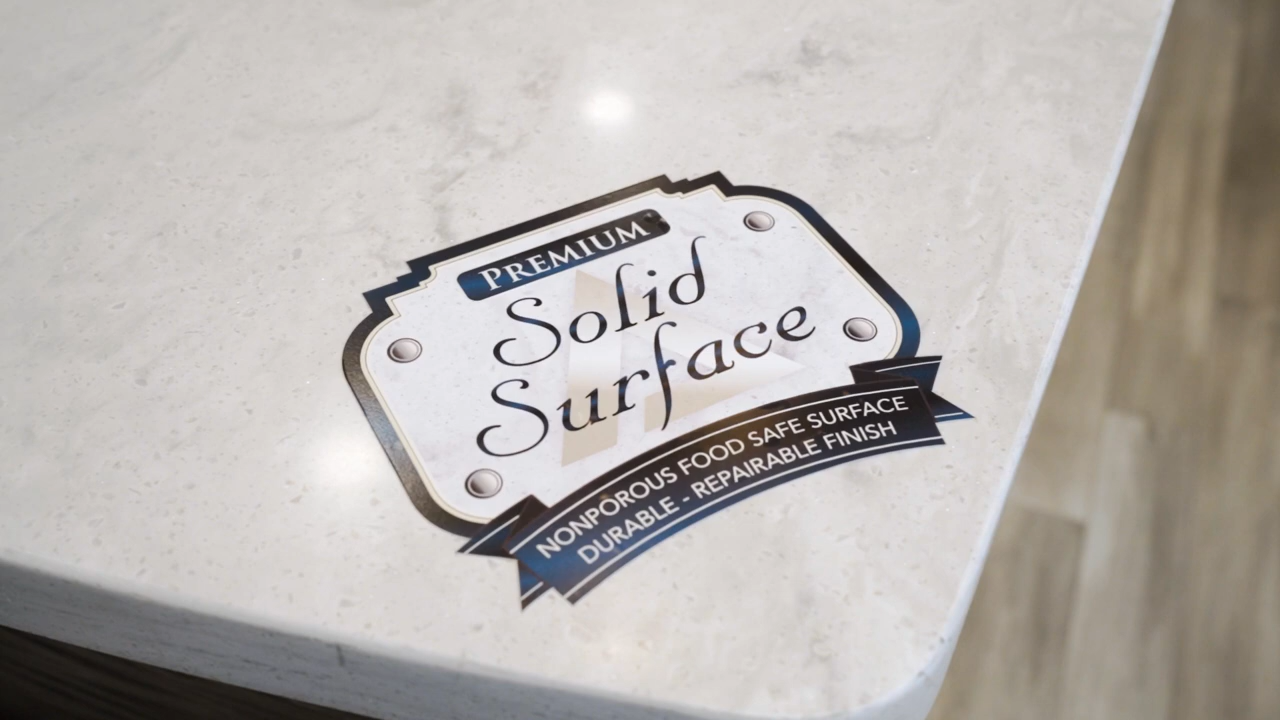 PREMIUM
Solid
Surface
NONPOROUS FOOD SAFE SURFACE
DURABLE - REPAIRABLE FINISH